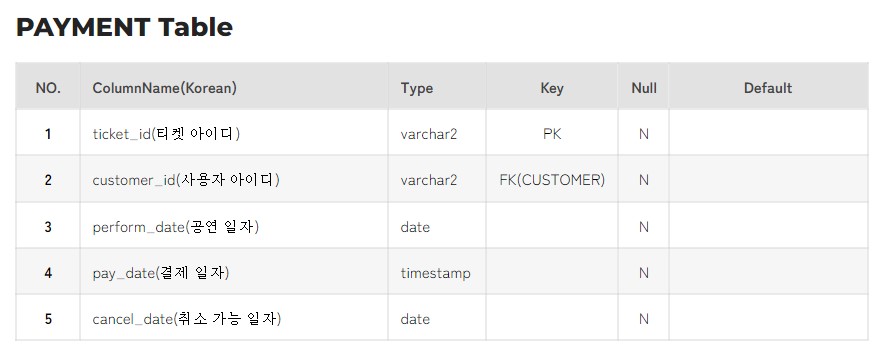 PAYMENT Table
NO. ColumnName(Korean) Type Key Null Default
1 ticket_id(티켓 아이디) varchar2 PK N
2 customer_id(사용자 아이디) varchar2 FK(CUSTOMER) N
3 perform_date(공연 일자) date N
4 pay_date(결제 일자) timestamp N
5 cancel_date(취소 가능 일자) date N